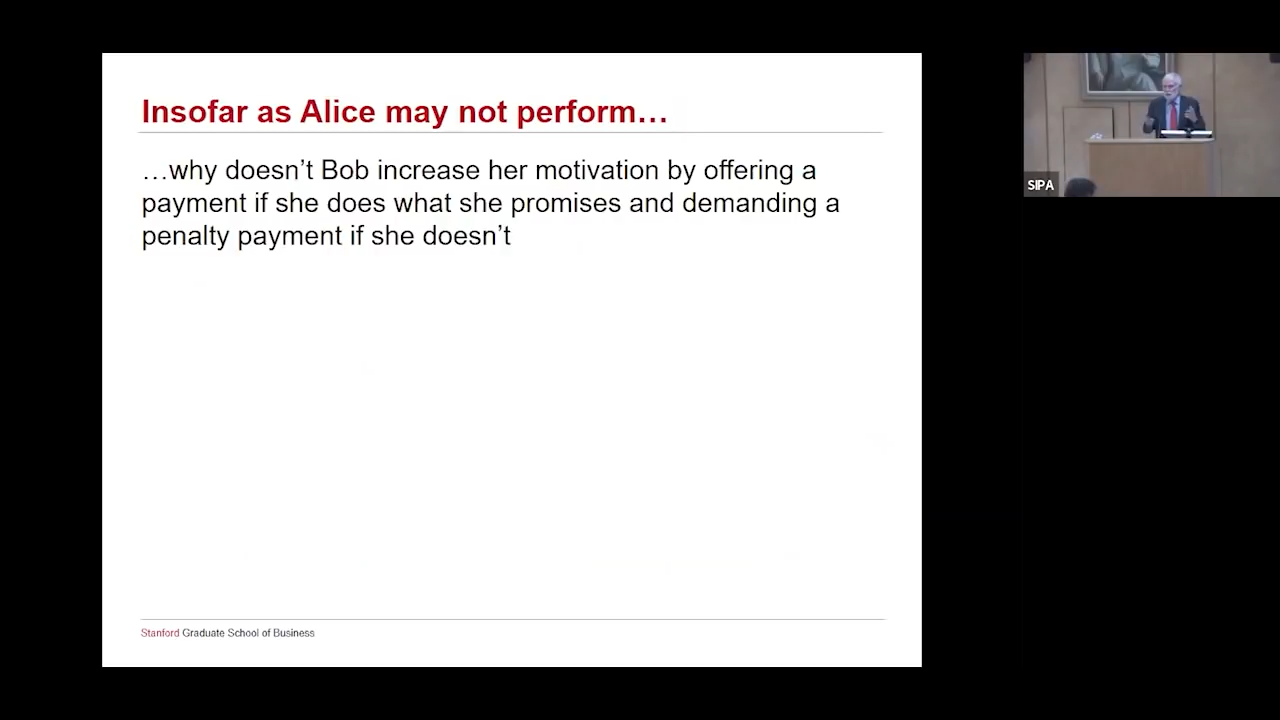 Insofar as Alice may not perform…
…why doesn’t Bob increase her motivation by offering a
payment if she does what she promises and demanding a
penalty payment if she doesn’t
Stanford Graduate School of Business
SIPA